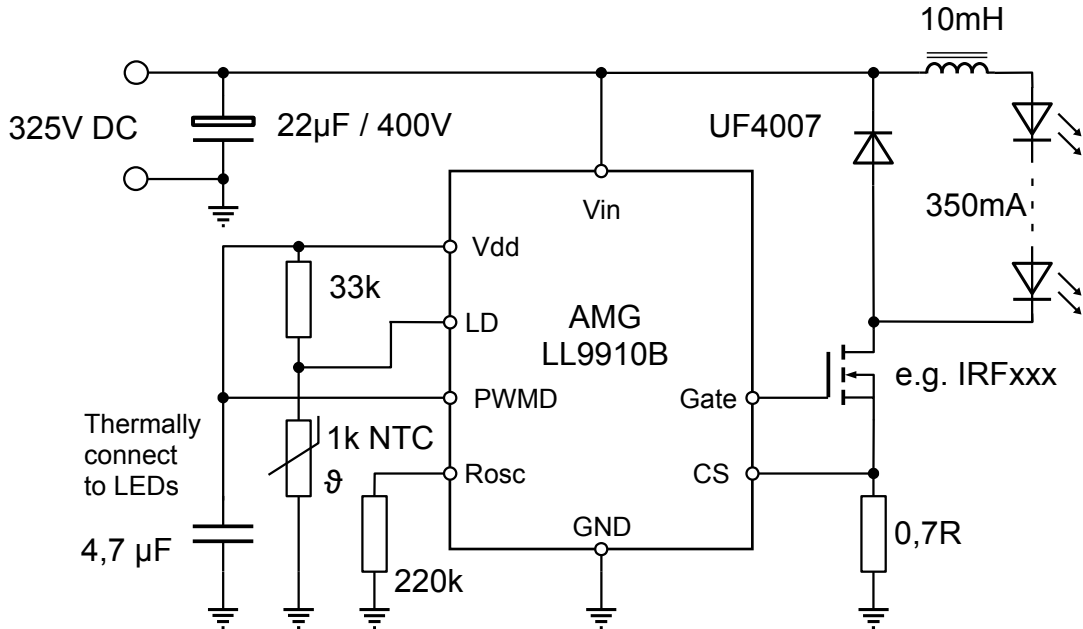 10mH
325V DC
22µF / 400V
UF4007
350mA
Vin
Vdd
33k
LD
AMG
LL9910B
e.g. IRFxxx
PWMD
Gate
Thermally
connect
to LEDs
1k NTC
ϑ
Rosc
CS
GND
4,7 µF
220k
0,7R